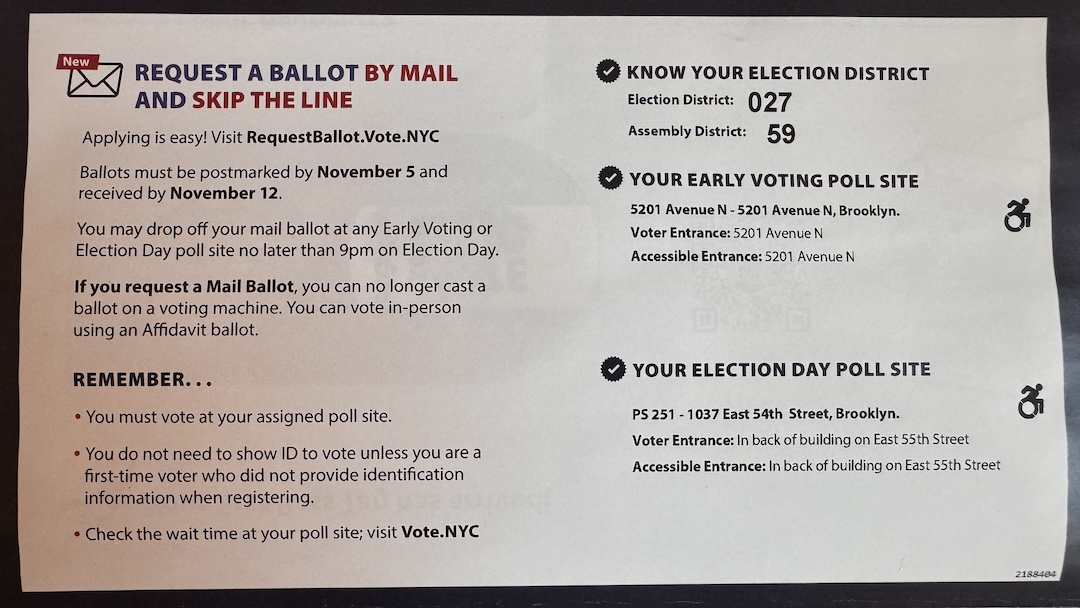 New
REQUEST A BALLOT BY MAIL
AND SKIP THE LINE
Applying is easy! Visit RequestBallot.Vote.NYC
Ballots must be postmarked by November 5 and
received by November 12.
You may drop off your mail ballot at any Early Voting or
Election Day poll site no later than 9pm on Election Day.
If you request a Mail Ballot, you can no longer cast a
ballot on a voting machine. You can vote in-person
using an Affidavit ballot.
REMEMBER...
• You must vote at your assigned poll site.
• You do not need to show ID to vote unless you are a
first-time voter who did not provide identification
information when registering.
• Check the wait time at your poll site; visit Vote.NYC
KNOW YOUR ELECTION DISTRICT
Election District: 027
Assembly District: 59
YOUR EARLY VOTING POLL SITE
5201 Avenue N - 5201 Avenue N, Brooklyn.
Voter Entrance: 5201 Avenue N
Accessible Entrance: 5201 Avenue N
YOUR ELECTION DAY POLL SITE
PS 251 - 1037 East 54th Street, Brooklyn.
Voter Entrance: In back of building on East 55th Street
Accessible Entrance: In back of building on East 55th Street
2188404